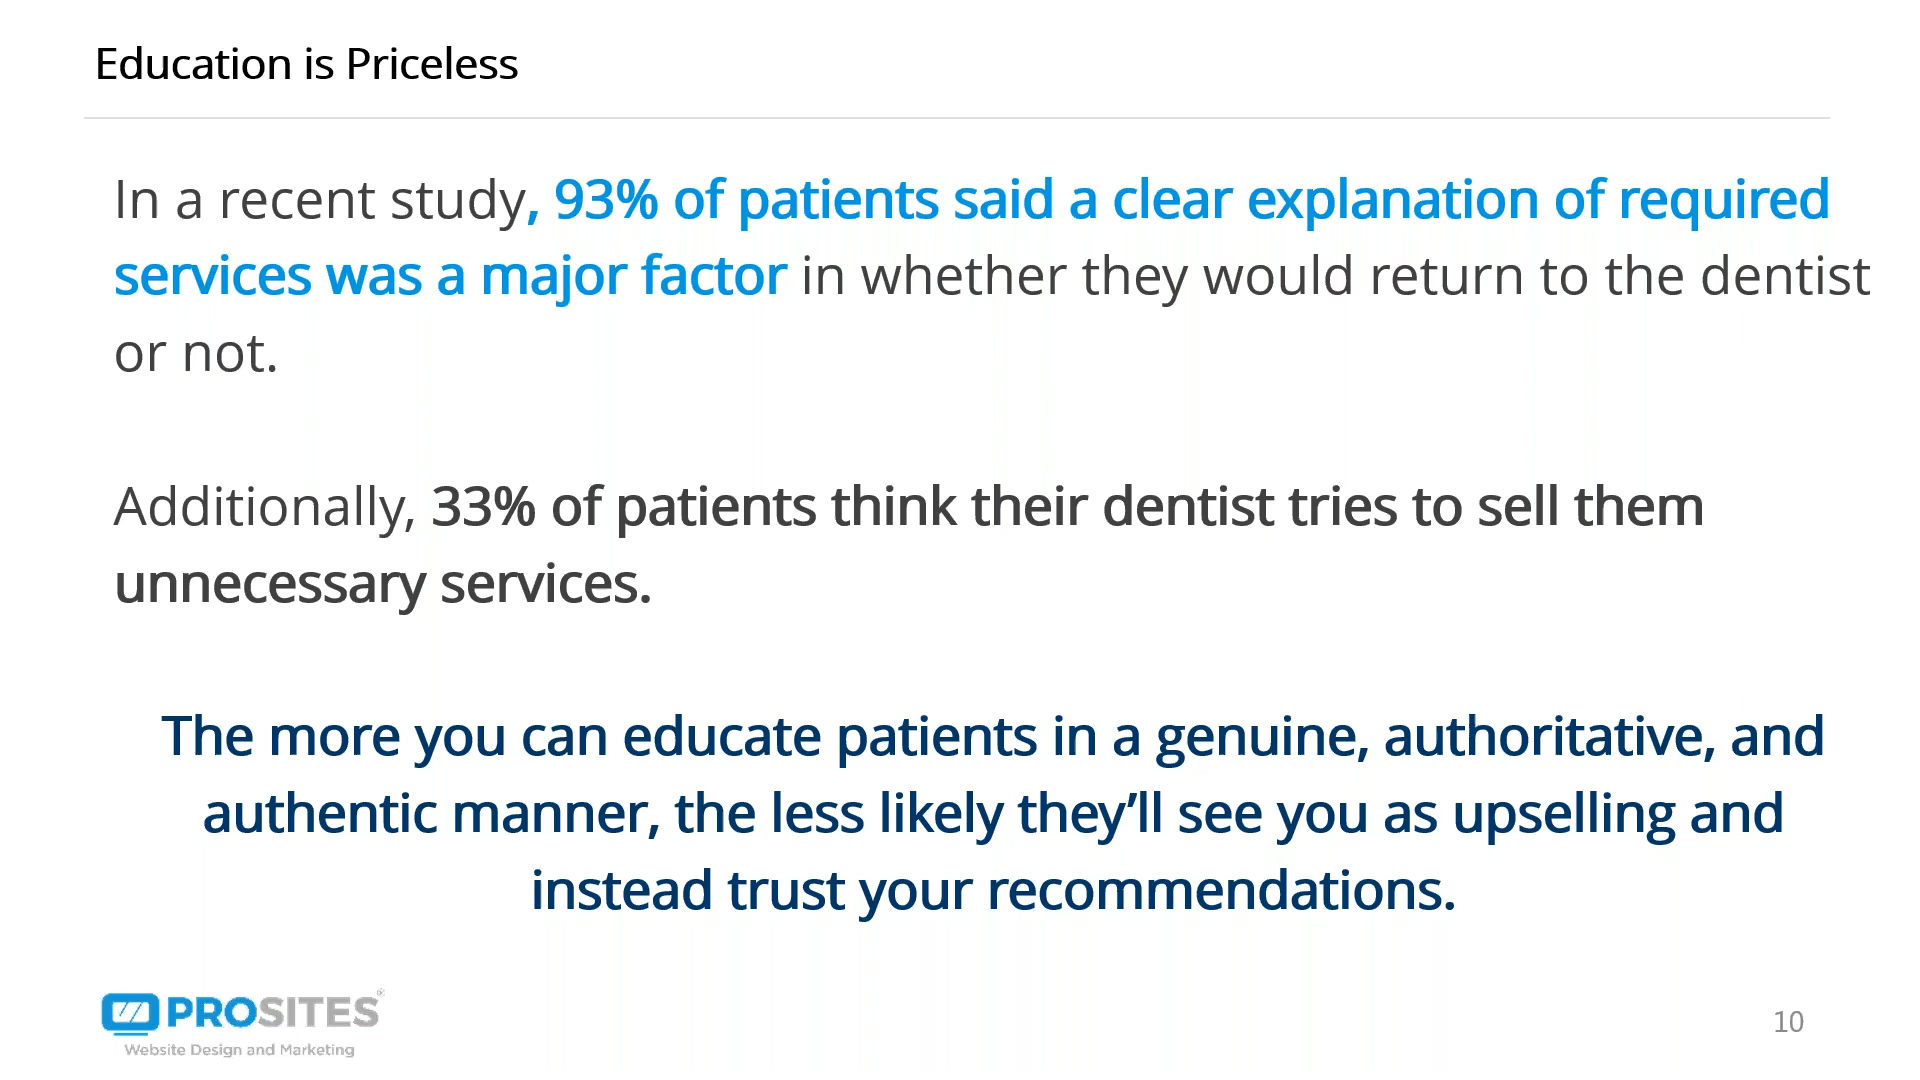 Education is Priceless
In a recent study, 93% of patients said a clear explanation of required
services was a major factor in whether they would return to the dentist
or not.
Additionally, 33% of patients think their dentist tries to sell them
unnecessary services.
The more you can educate patients in a genuine, authoritative, and
authentic manner, the less likely they’ll see you as upselling and
instead trust your recommendations.
PROSITES®
Website Design and Marketing
10